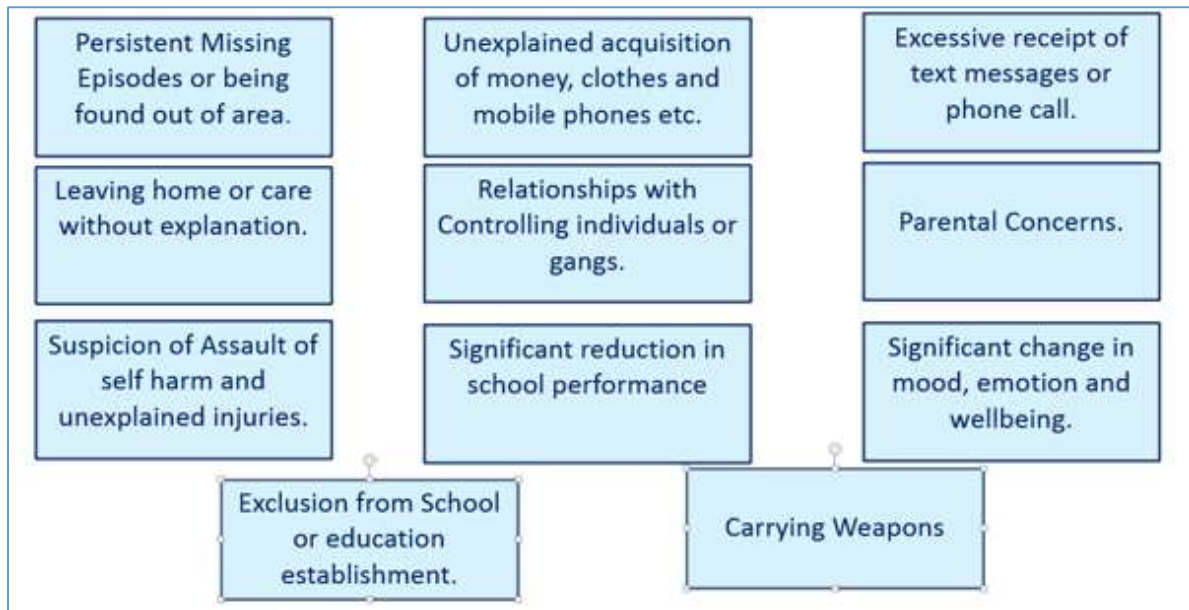 Persistent Missing
Episodes or being
found out of area.
Unexplained acquisition
of money, clothes and
mobile phones etc.
Excessive receipt of
text messages or
phone call.
Leaving home or care
without explanation.
Relationships with
Controlling individuals or
gangs.
Parental Concerns.
Suspicion of Assault of
self harm and
unexplained injuries.
Significant reduction in
school performance
Significant change in
mood, emotion and
wellbeing.
Exclusion from School
or education
establishment.
Carrying Weapons